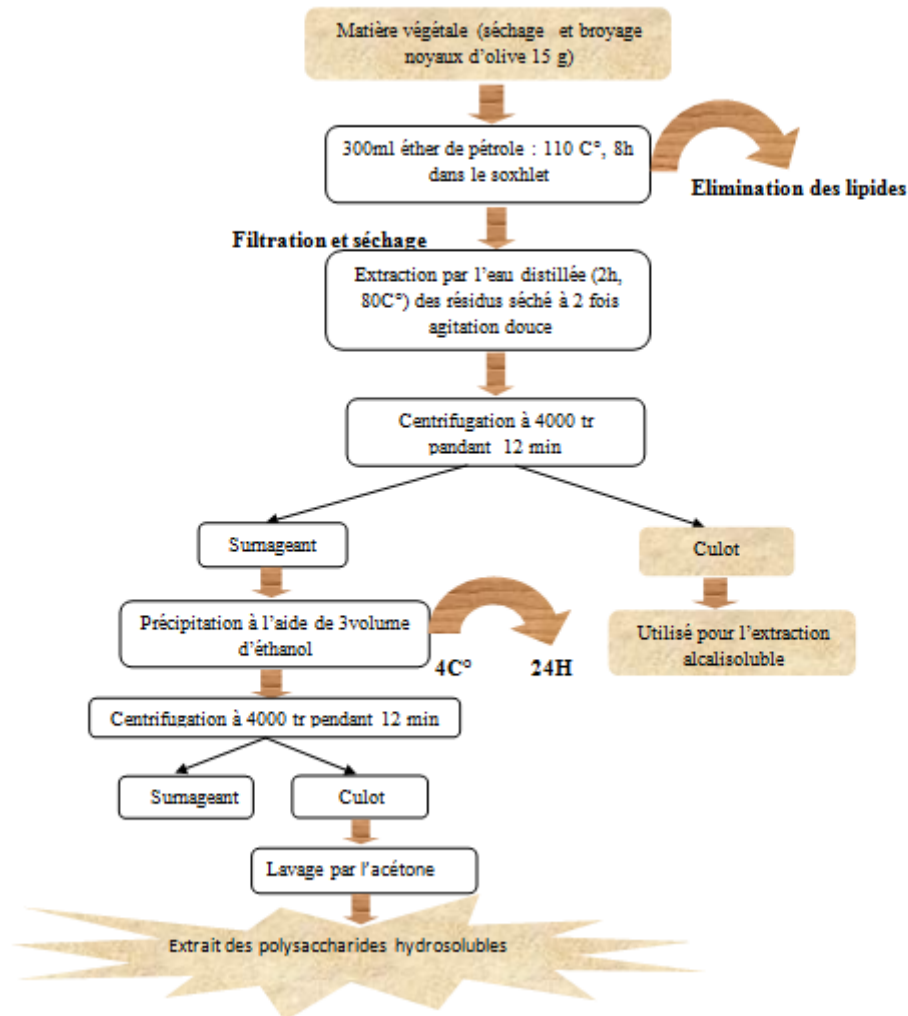 Matière végétale (séchage et broyage
noyaux d'olive 15 g)
300ml éther de pétrole : 110 C°, 8h
dans le soxhlet
Elimination des lipides
Filtration et séchage
Extraction par l'eau distillée (2h,
80C°) des résidus séché à 2 fois
agitation douce
Centrifugation à 4000 tr
pandant 12 min
Surnageant
Culot
Précipitation à l'aide de 3volume
d'éthanol
4C°
24H
Utilisé pour l'extraction
alcalisoluble
Centrifugation à 4000 tr pendant 12 min
Surnageant
Culot
Lavage par l'acétone
Extrait des polysaccharides hydrosolubles